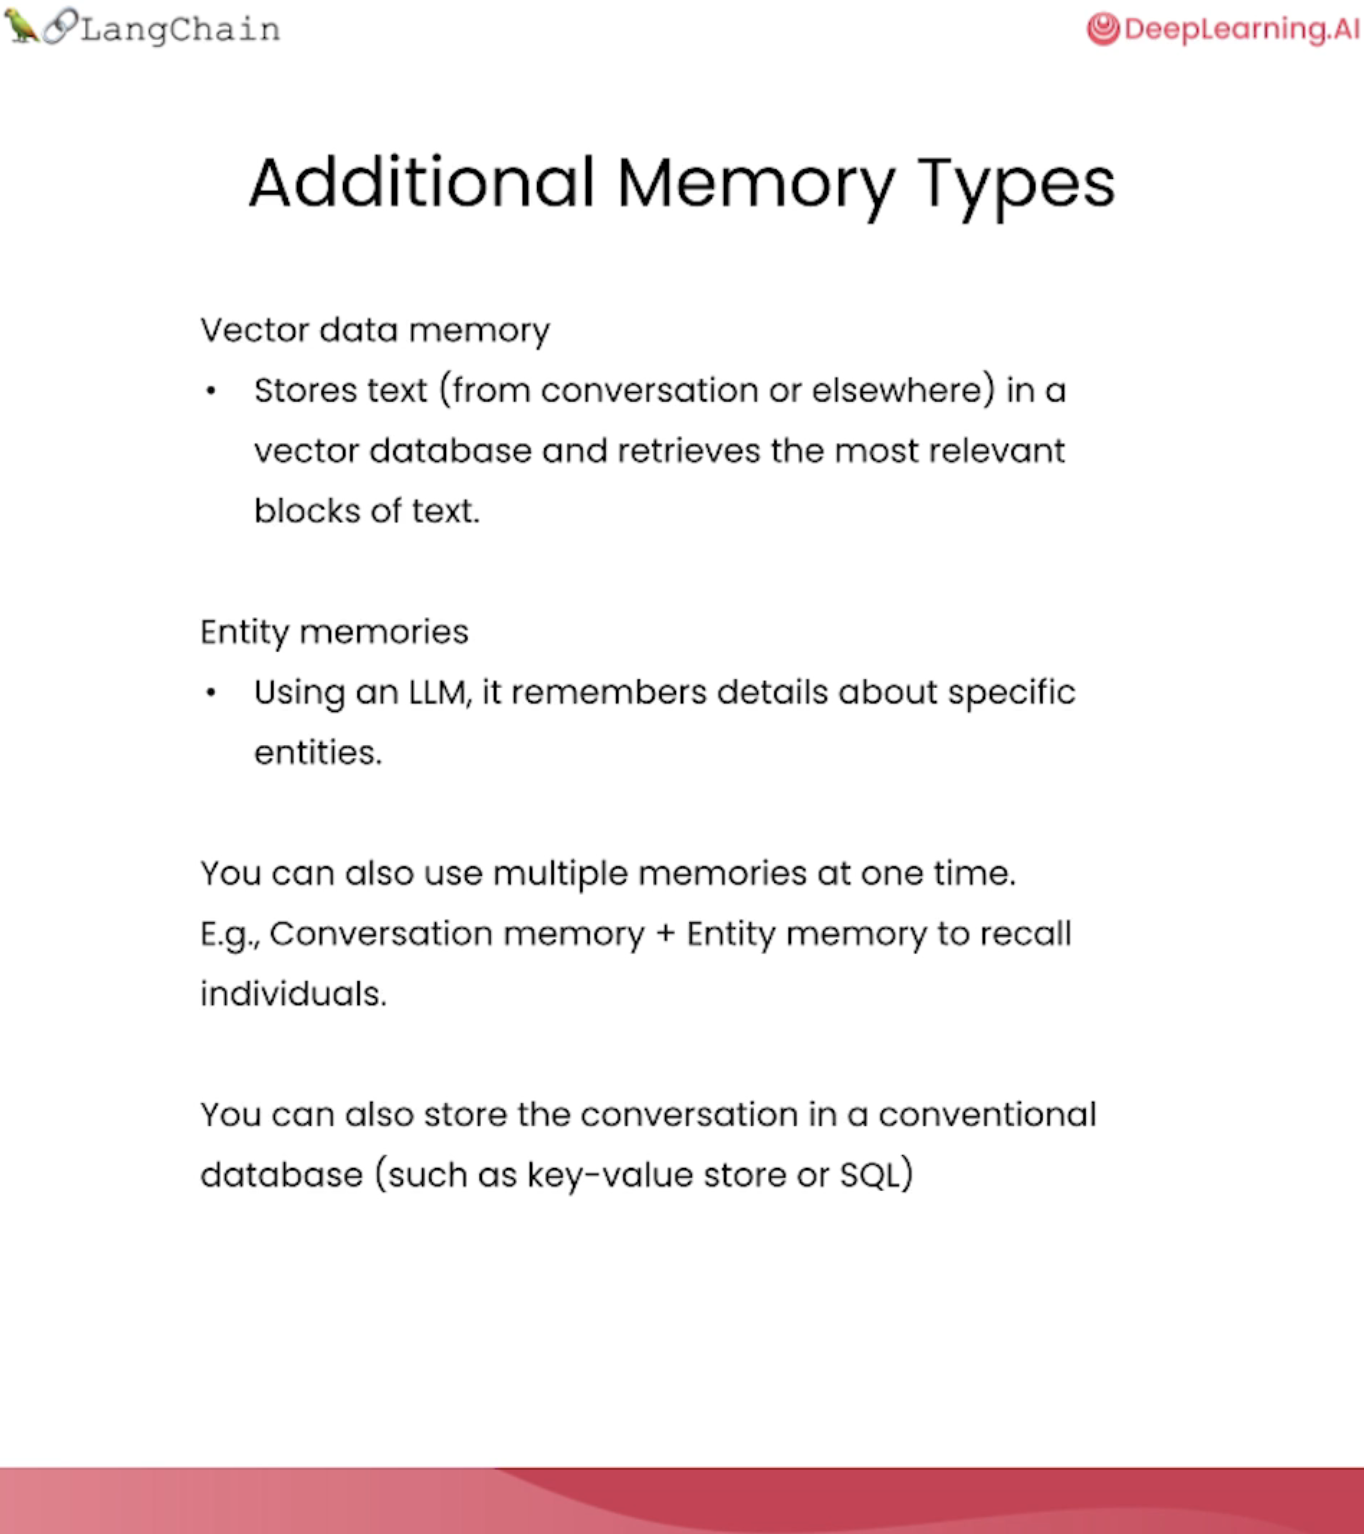 LangChain
DeepLearning.AI
Additional Memory Types
Vector data memory
• Stores text (from conversation or elsewhere) in a
vector database and retrieves the most relevant
blocks of text.
Entity memories
• Using an LLM, it remembers details about specific
entities.
You can also use multiple memories at one time.
E.g., Conversation memory + Entity memory to recall
individuals.
You can also store the conversation in a conventional
database (such as key-value store or SQL)